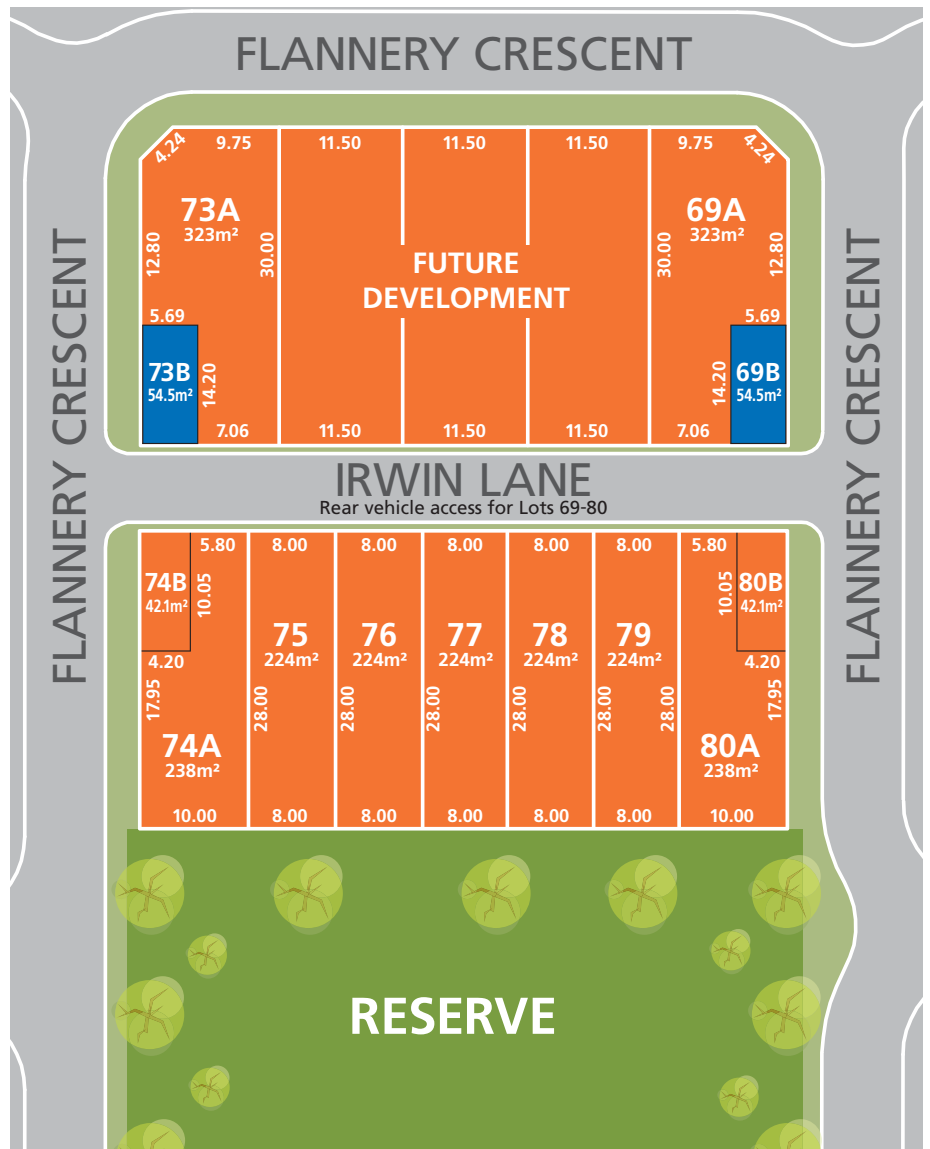 FLANNERY CRESCENT
4.24 9.75 11.50 11.50 11.50 9.75 4.24
73A 69A
323m² 323m²
12.80 30.00 30.00 12.80
FUTURE
DEVELOPMENT
FLANNERY CRESCENT
FLANNERY CRESCENT
5.69 5.69
73B 14.20 14.20 69B
54.5m² 54.5m²
7.06 11.50 11.50 11.50 7.06
IRWIN LANE
Rear vehicle access for Lots 69-80
5.80 8.00 8.00 8.00 8.00 8.00 5.80
74B 10.05 10.05 80B
42.1m² 42.1m²
75 76 77 78 79
224m² 224m² 224m² 224m² 224m²
4.20 4.20
17.95 28.00 28.00 28.00 28.00 28.00 28.00 17.95
74A 80A
238m² 238m²
10.00 8.00 8.00 8.00 8.00 8.00 10.00
RESERVE